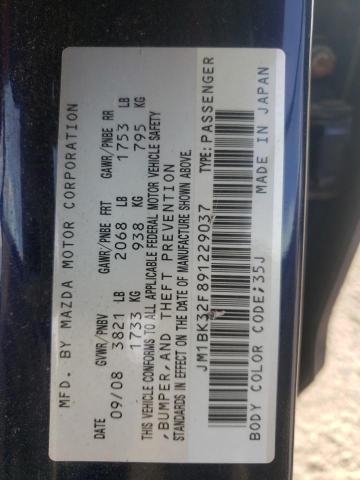 MFD. BY MAZDA MOTOR CORPORATION
DATE GVWR/PNBV GAWR/PNBE FRT GAWR/PNBE RR
09/08 3821 LB 2068 LB 1753 LB
1733 KG 938 KG 795 KG
THIS VEHICLE CONFORMS TO ALL APPLICABLE FEDERAL MOTOR VEHICLE SAFETY
,BUMPER,AND THEFT PREVENTION
STANDARDS IN EFFECT ON THE DATE OF MANUFACTURE SHOWN ABOVE.
JM1BK32F891229037 TYPE:PASSENGER
BODY COLOR CODE;35J MADE IN JAPAN